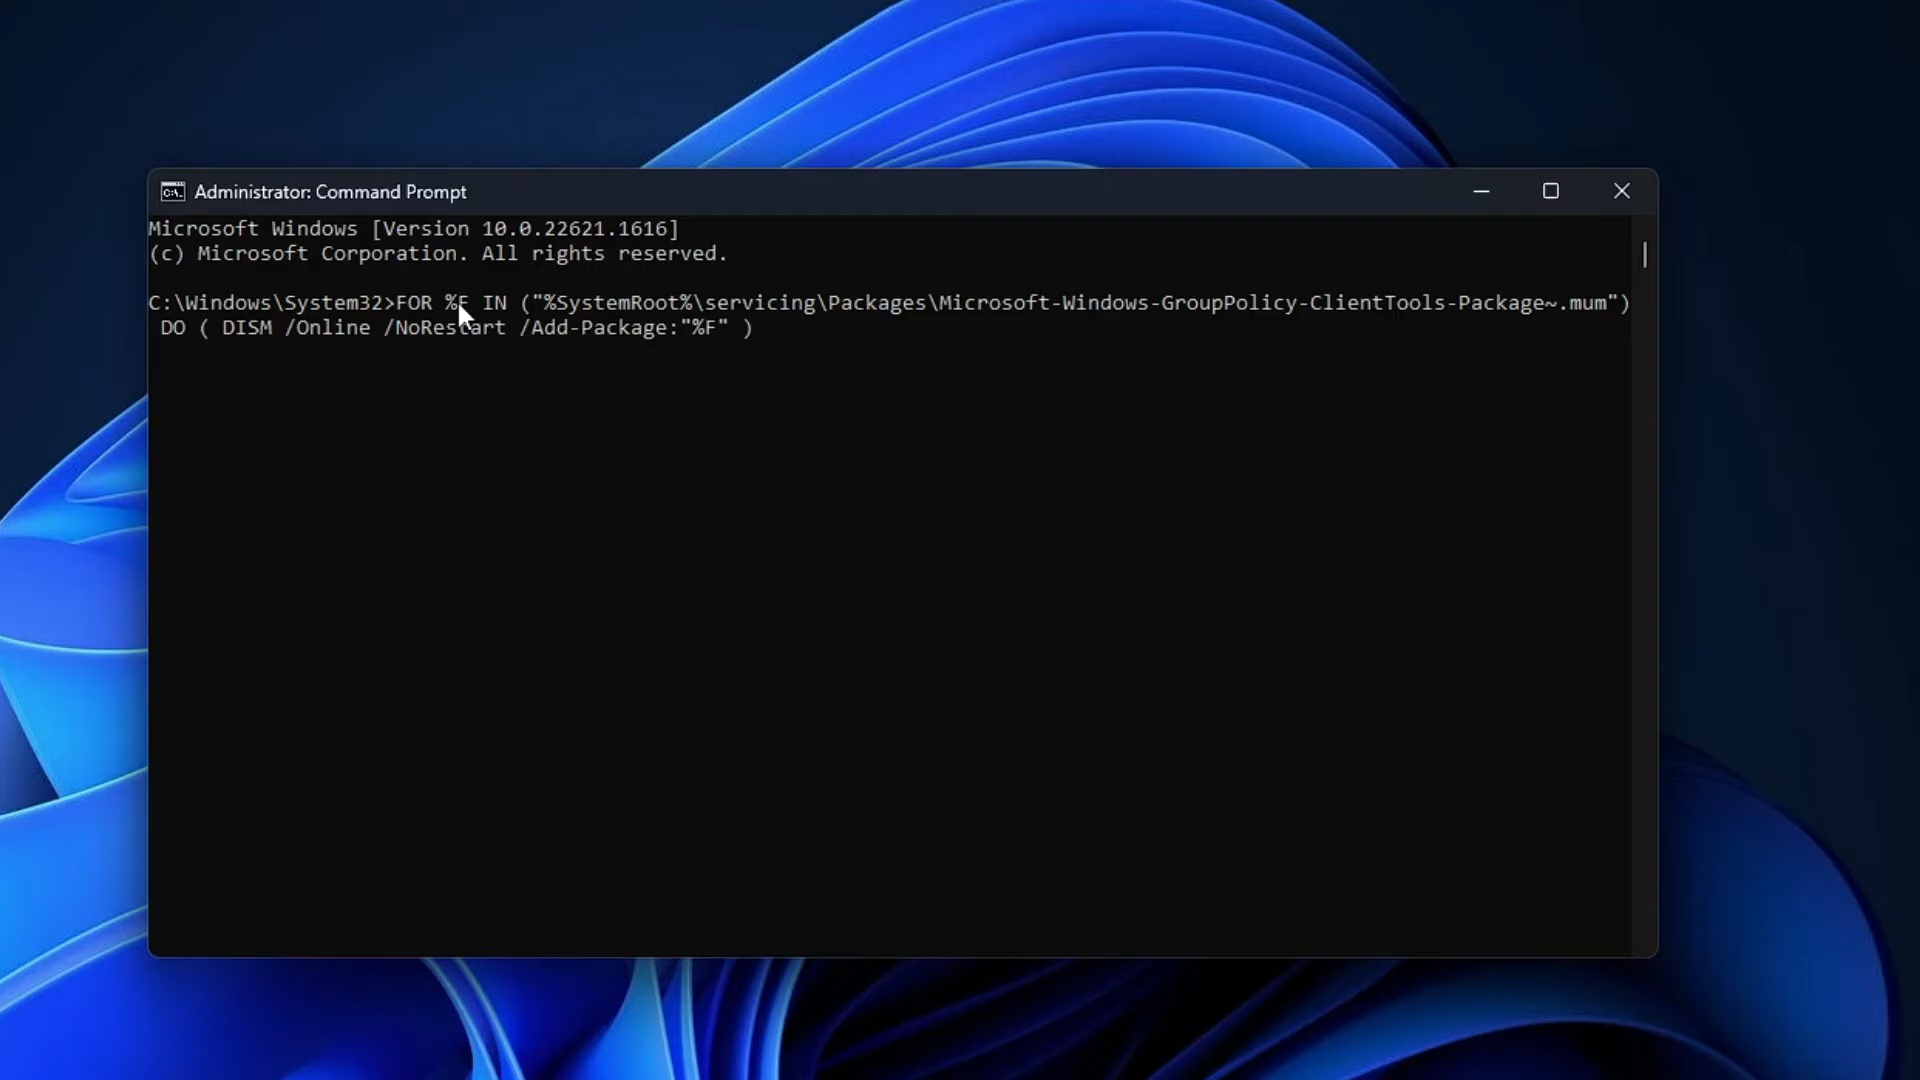 Administrator: Command Prompt
Microsoft Windows [Version 10.0.22621.1616]
(c) Microsoft Corporation. All rights reserved.
C:\Windows\System32>FOR %F IN ("%SystemRoot%\servicing\Packages\Microsoft-Windows-GroupPolicy-ClientTools-Package~.mum")
DO ( DISM /Online /NoRestart /Add-Package:"%F" )